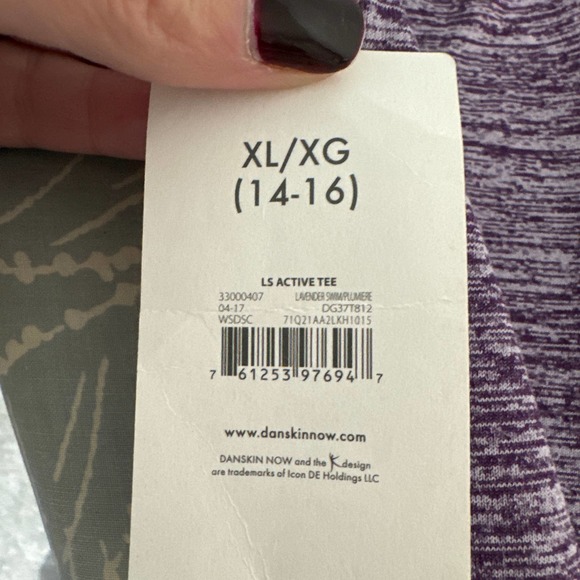 XL/XG
(14-16)
LS ACTIVE TEE
33000407 LAVENDER SWIM/PLUMIERE
04-17 DG37T812
WSDSC 71Q21AA2LKH1015
7 61253 97694 7
www.danskinnow.com
DANSKIN NOW and the design
are trademarks of Icon DE Holdings LLC